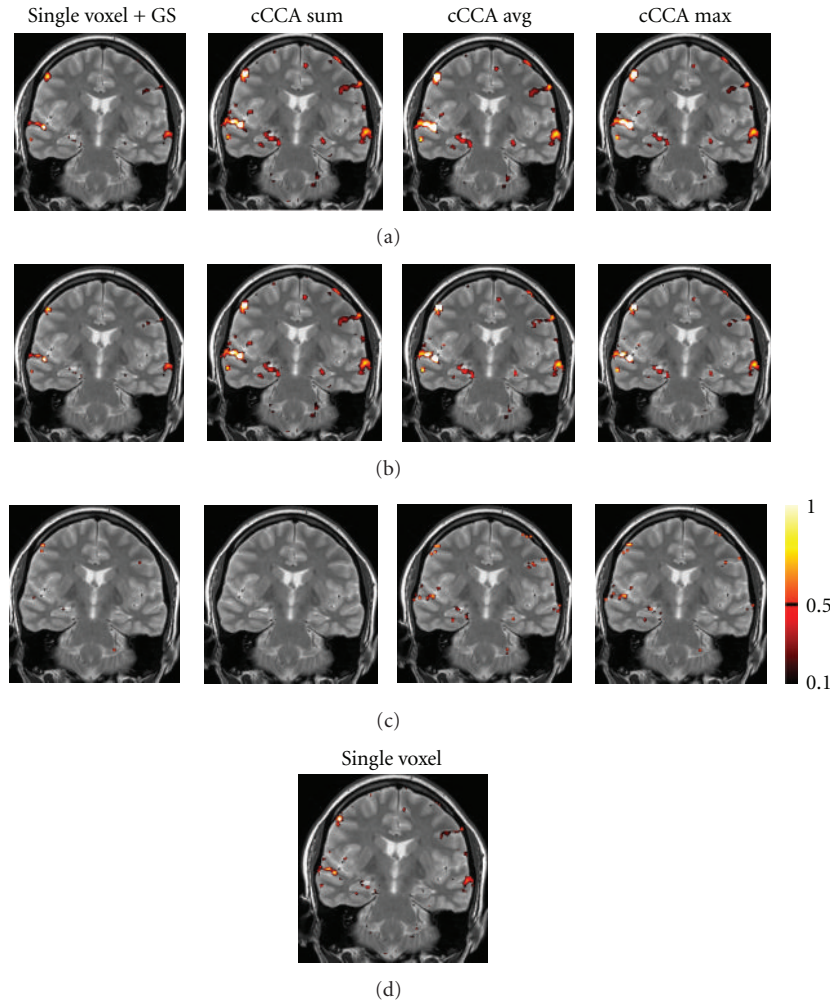 Single voxel + GS cCCA sum cCCA avg cCCA max
(a)
(b)
1
0.5
0.1
(c)
Single voxel
(d)